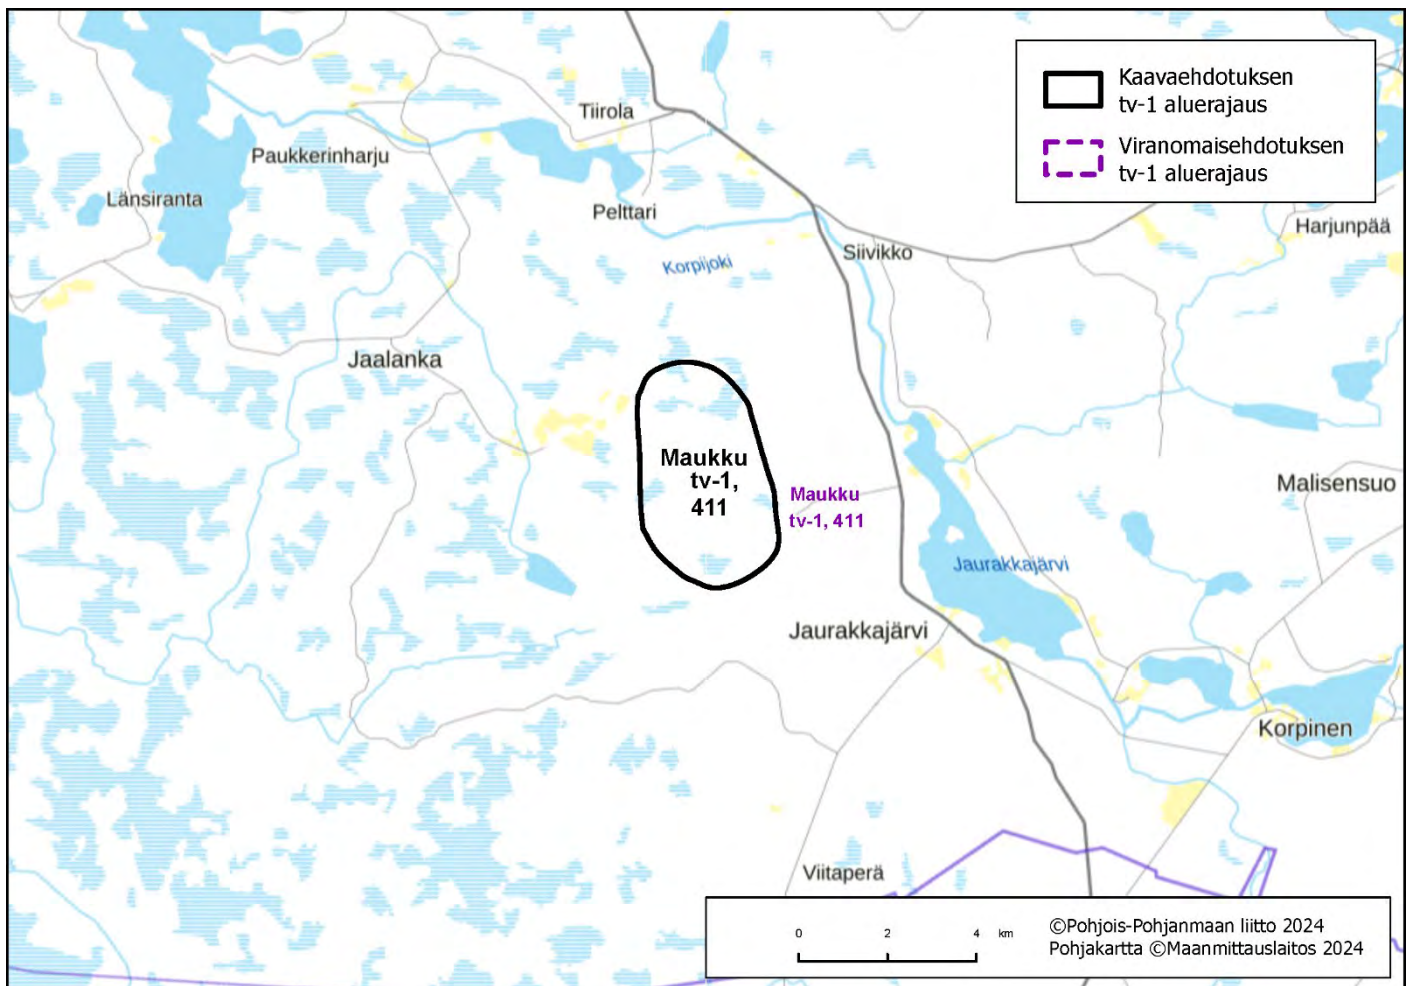 Kaavaehdotuksen
tv-1 aluerajaus
Viranomaisehdotuksen
tv-1 aluerajaus
Tiirola
Paukkerinharju
Länsiranta
Pelttari
Harjunpää
Siivikko
Korpijoki
Jaalanka
Maukku
tv-1,
411
Maukku
tv-1, 411
Malisensuo
Jaurakkajärvi
Jaurakkajärvi
Korpinen
Viitaperä
0 2 4 km
©Pohjois-Pohjanmaan liitto 2024
Pohjakartta ©Maanmittauslaitos 2024